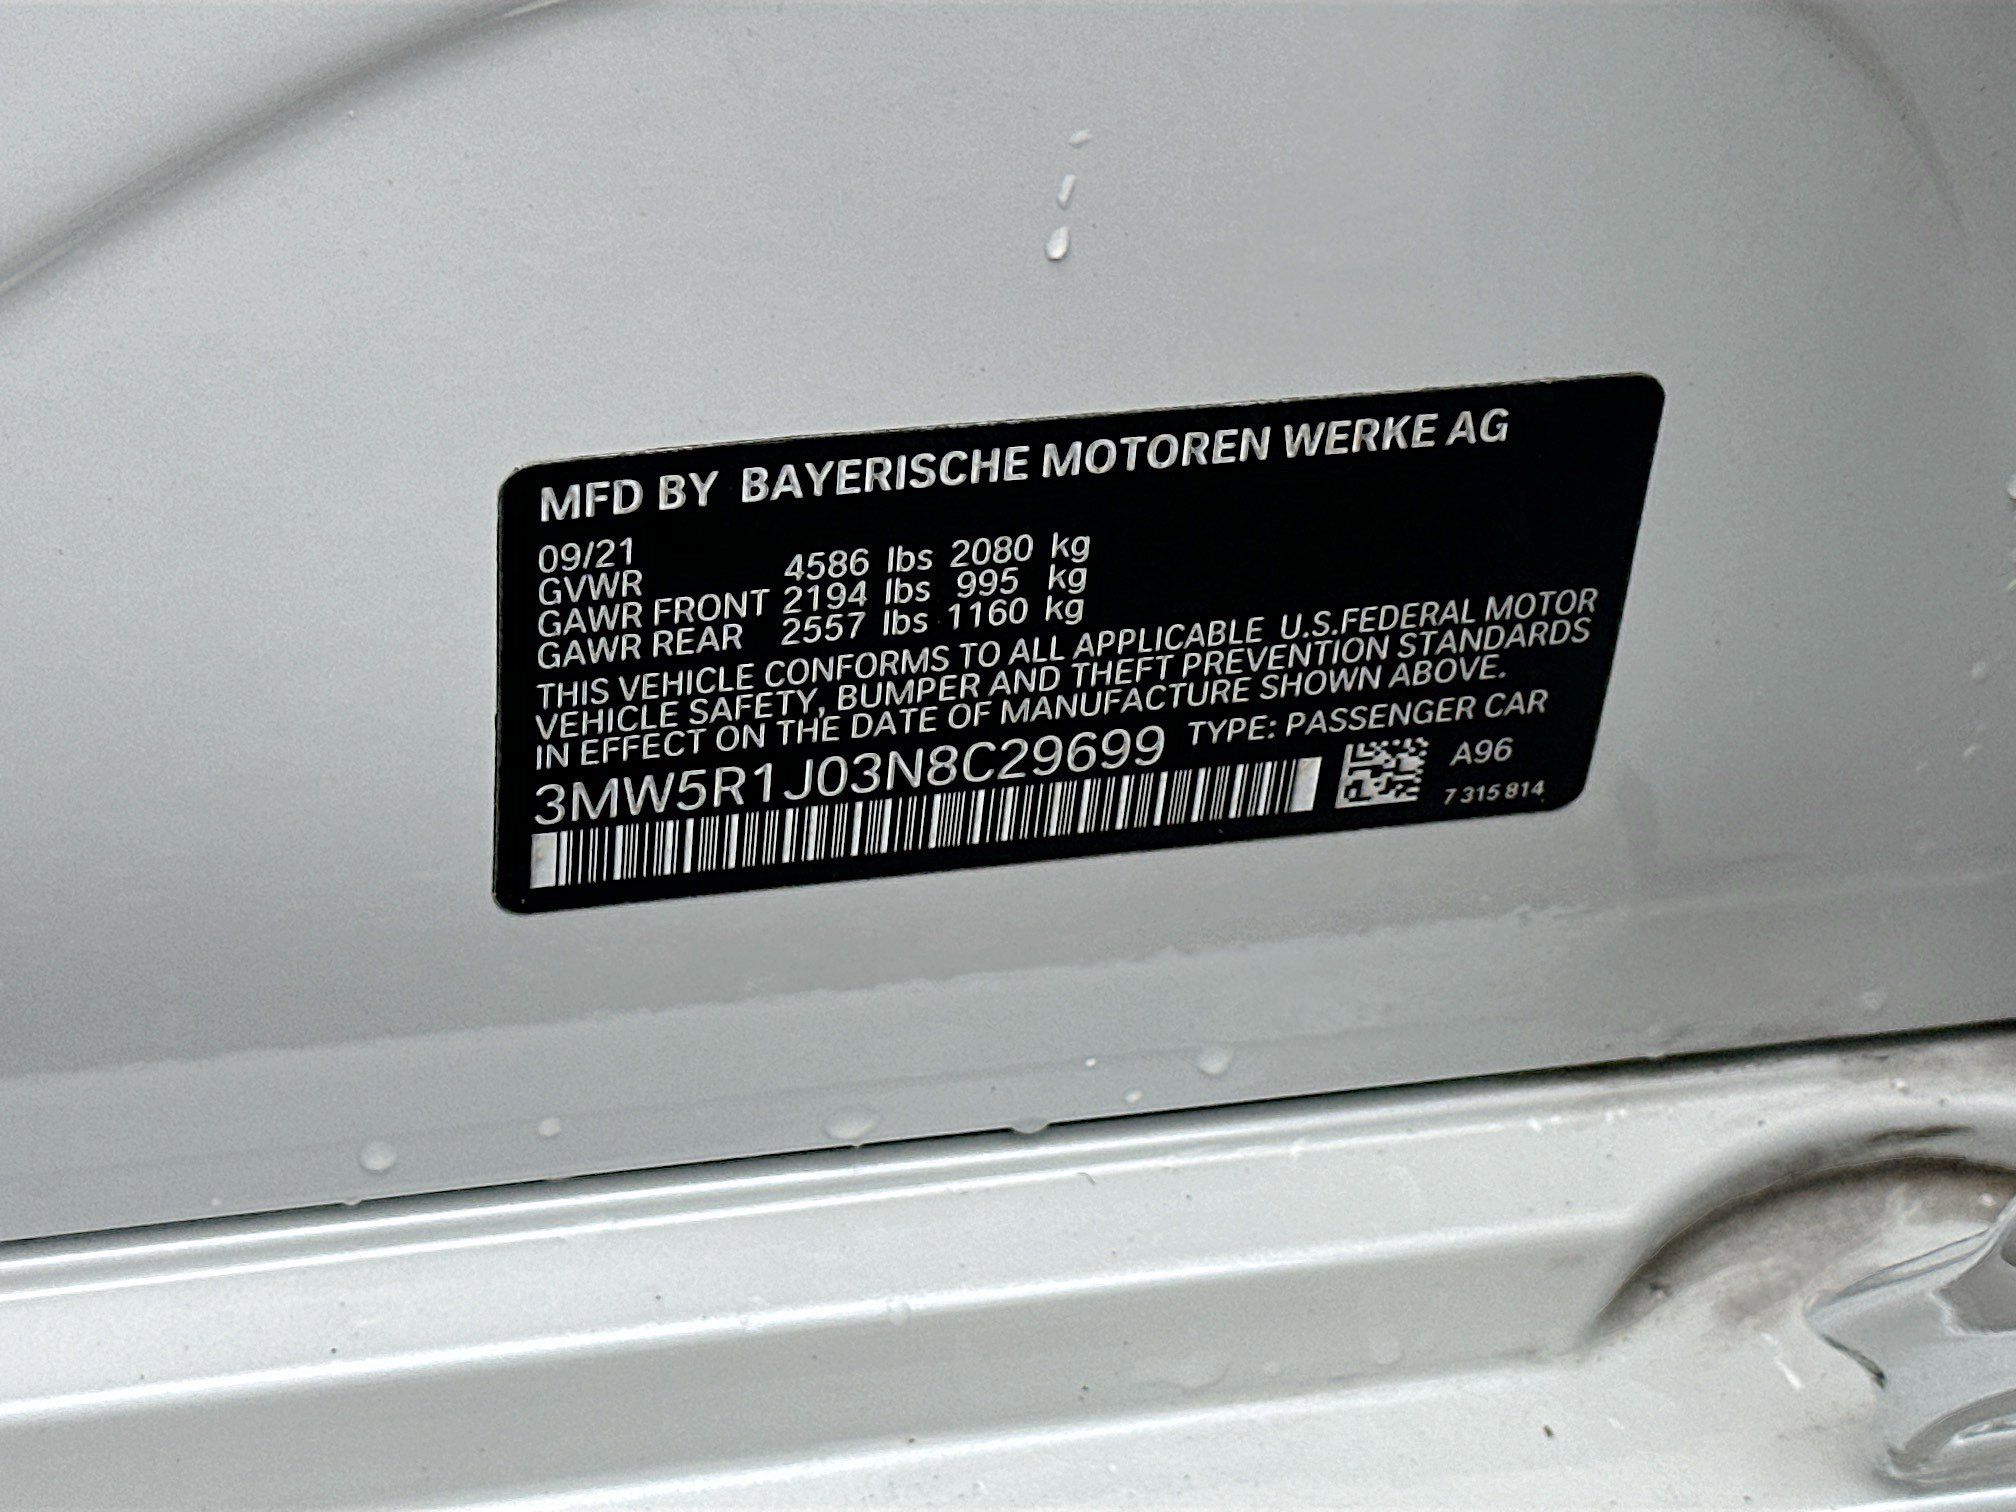 MFD BY BAYERISCHE MOTOREN WERKE AG
09/21
GVWR 4586 lbs 2080 kg
GAWR FRONT 2194 lbs 995 kg
GAWR REAR 2557 lbs 1160 kg
THIS VEHICLE CONFORMS TO ALL APPLICABLE U.S.FEDERAL MOTOR
VEHICLE SAFETY, BUMPER AND THEFT PREVENTION STANDARDS
IN EFFECT ON THE DATE OF MANUFACTURE SHOWN ABOVE.
3MW5R1J03N8C29699 TYPE: PASSENGER CAR
A96
7 315 814